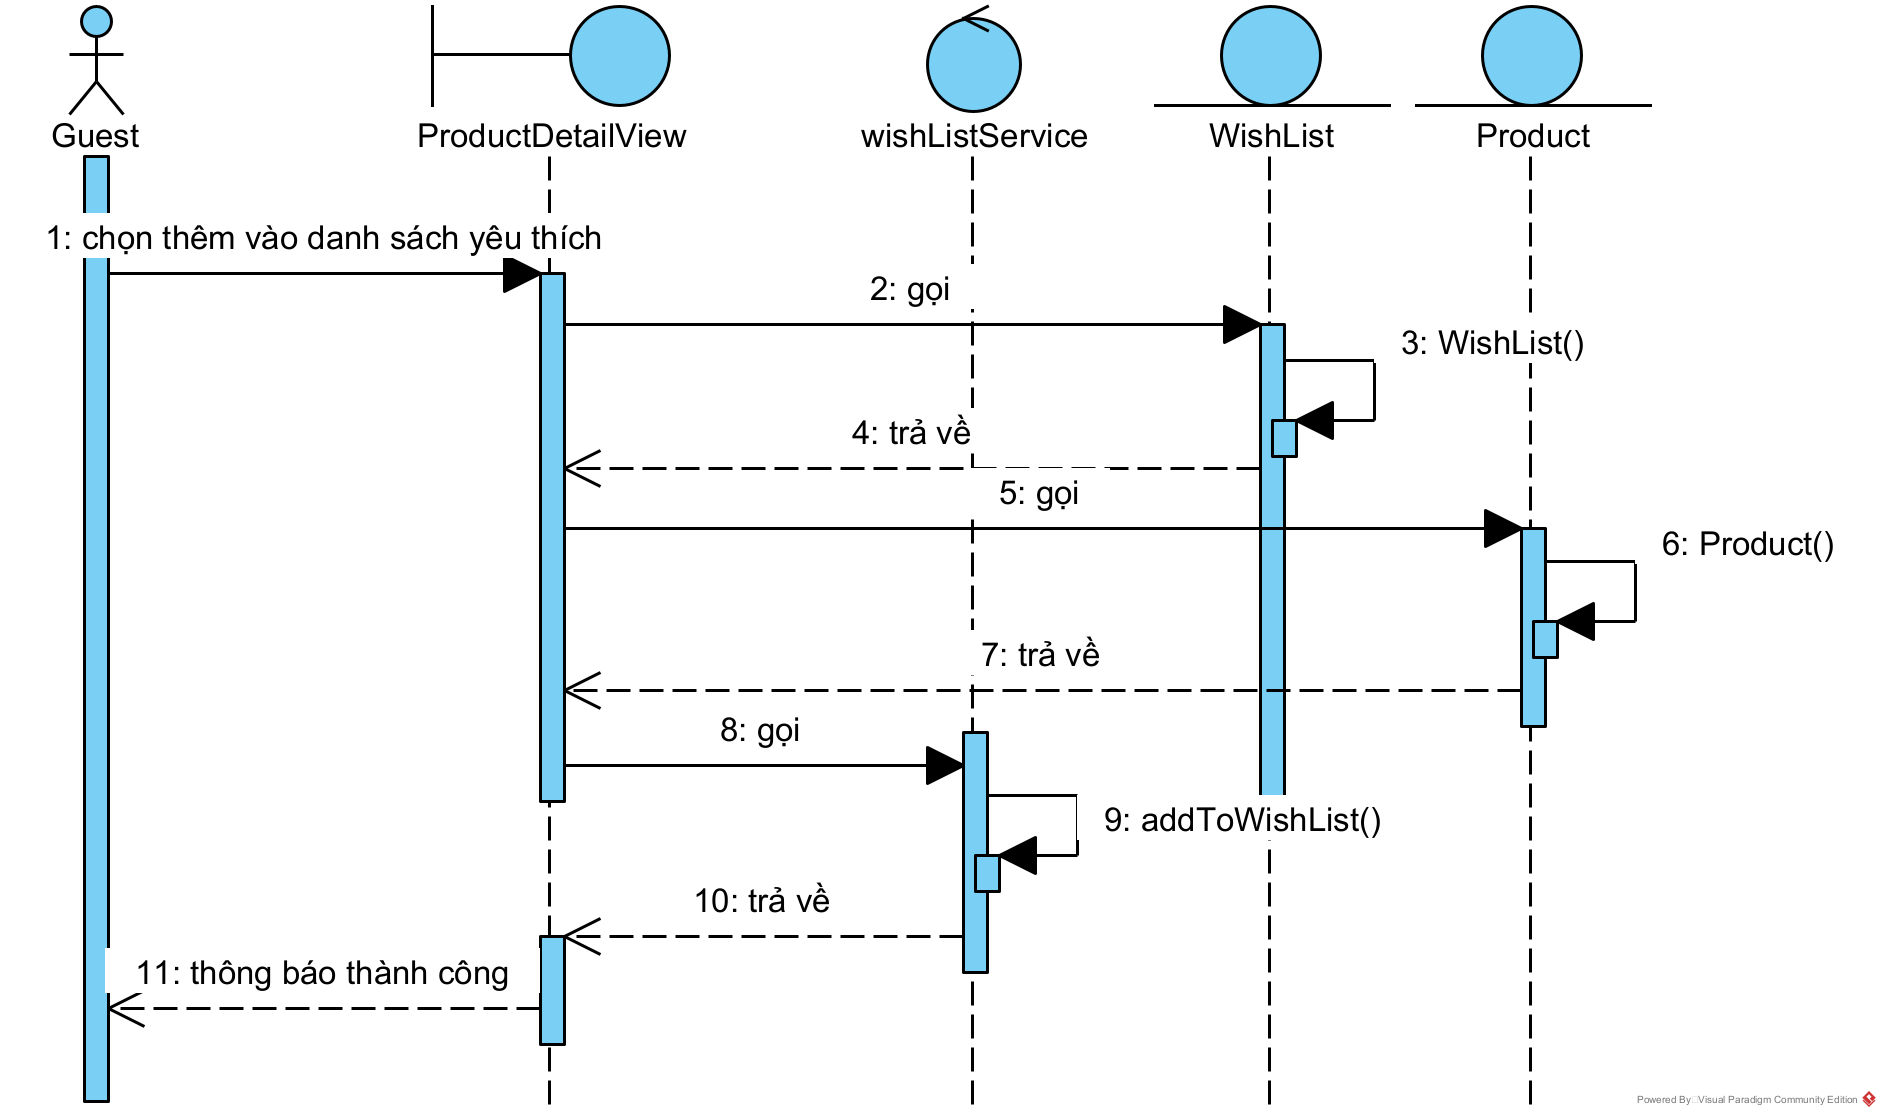 Guest
ProductDetailView
wishListService
WishList
Product
1: chọn thêm vào danh sách yêu thích
2: gọi
3: WishList()
4: trả về
5: gọi
6: Product()
7: trả về
8: gọi
9: addToWishList()
10: trả về
11: thông báo thành công
Powered By Visual Paradigm Community Edition